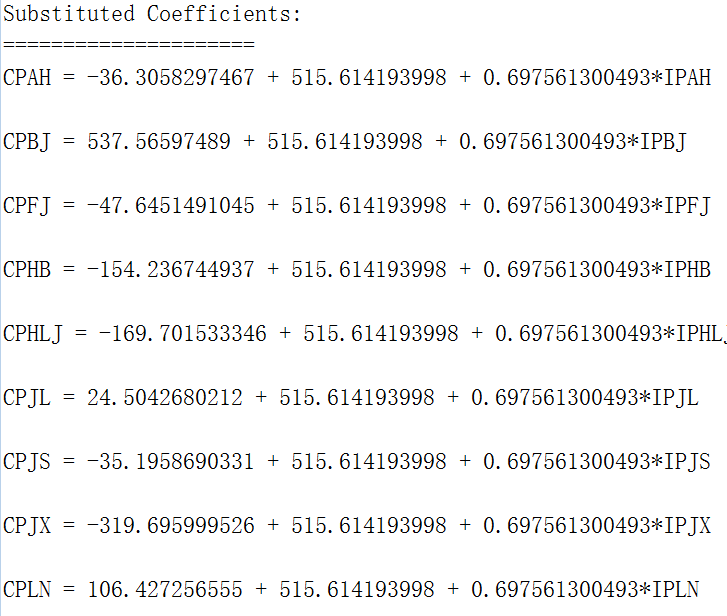 Substituted Coefficients:
=====================
CPAH = -36.3058297467 + 515.614193998 + 0.697561300493*IPAH
CPBJ = 537.56597489 + 515.614193998 + 0.697561300493*IPBJ
CPFJ = -47.6451491045 + 515.614193998 + 0.697561300493*IPFJ
CPHB = -154.236744937 + 515.614193998 + 0.697561300493*IPHB
CPHLJ = -169.701533346 + 515.614193998 + 0.697561300493*IPHLJ
CPJL = 24.5042680212 + 515.614193998 + 0.697561300493*IPJL
CPJS = -35.1958690331 + 515.614193998 + 0.697561300493*IPJS
CPJX = -319.695999526 + 515.614193998 + 0.697561300493*IPJX
CPLN = 106.427256555 + 515.614193998 + 0.697561300493*IPLN